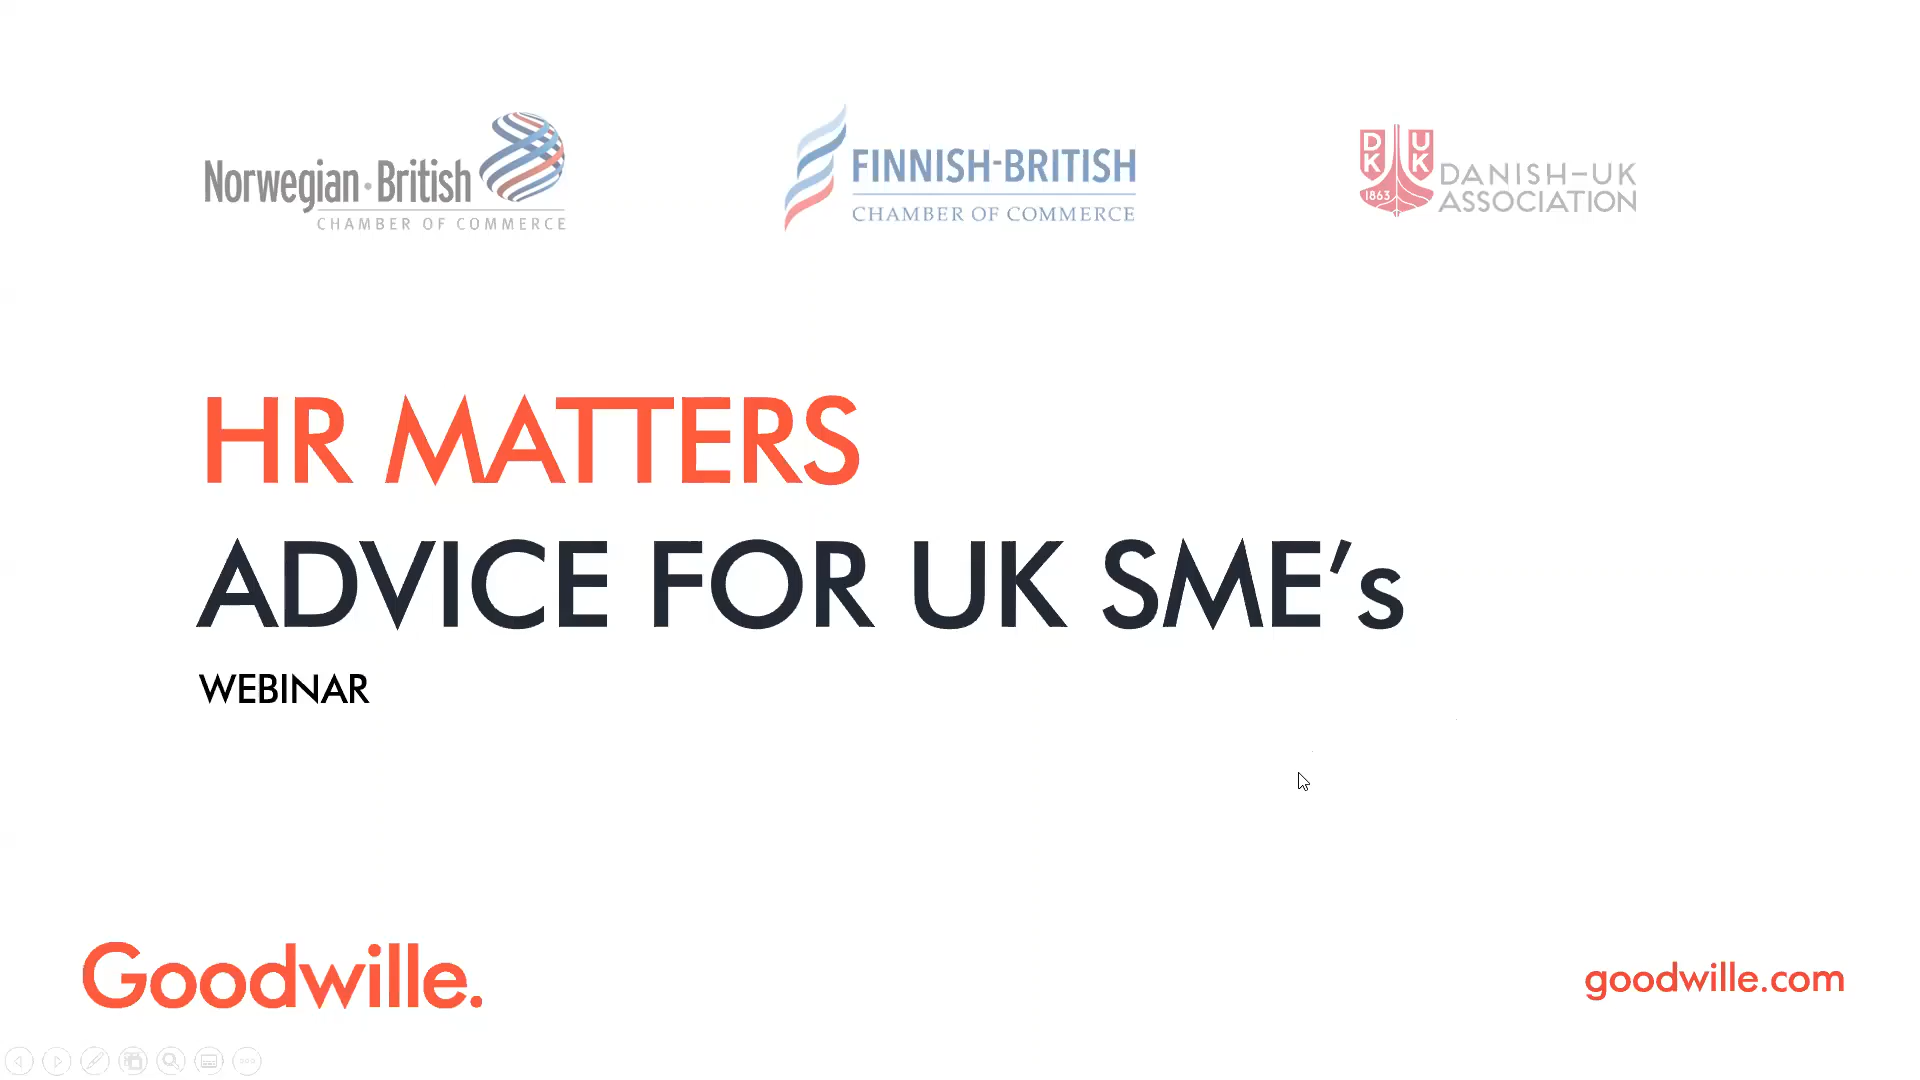 Norwegian·British
CHAMBER OF COMMERCE
FINNISH-BRITISH
CHAMBER OF COMMERCE
DK UK
1863
DANISH–UK
ASSOCIATION
HR MATTERS
ADVICE FOR UK SME’s
WEBINAR
Goodwille.
goodwille.com